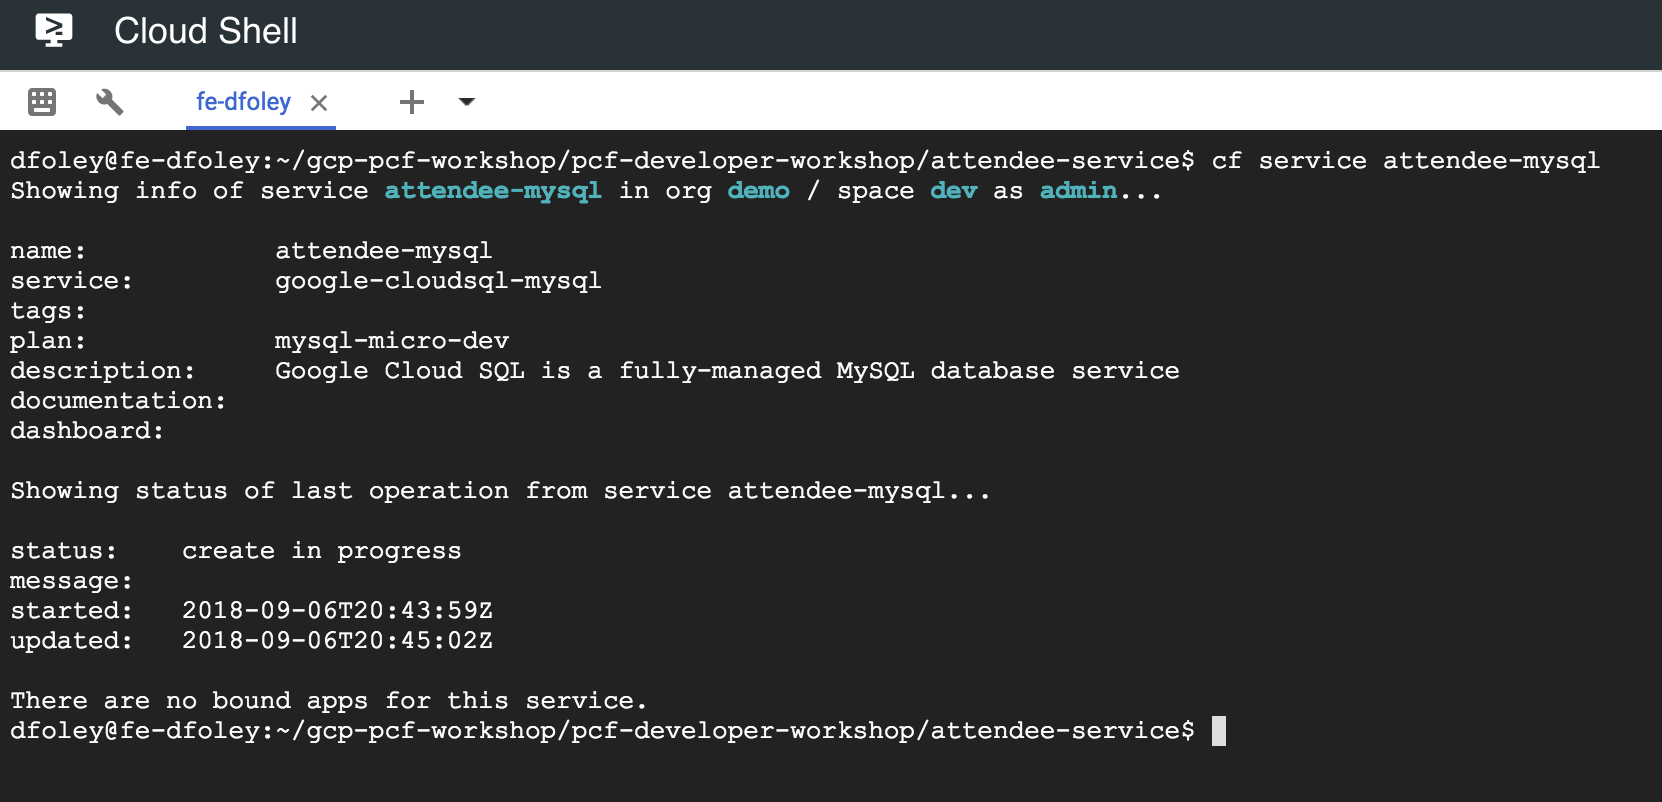 Cloud Shell
fe-dfoley
dfoley@fe-dfoley:~/gcp-pcf-workshop/pcf-developer-workshop/attendee-service$ cf service attendee-mysql
Showing info of service attendee-mysql in org demo / space dev as admin...
name: attendee-mysql
service: google-cloudsql-mysql
tags:
plan: mysql-micro-dev
description: Google Cloud SQL is a fully-managed MySQL database service
documentation:
dashboard:
Showing status of last operation from service attendee-mysql...
status: create in progress
message:
started: 2018-09-06T20:43:59Z
updated: 2018-09-06T20:45:02Z
There are no bound apps for this service.
dfoley@fe-dfoley:~/gcp-pcf-workshop/pcf-developer-workshop/attendee-service$